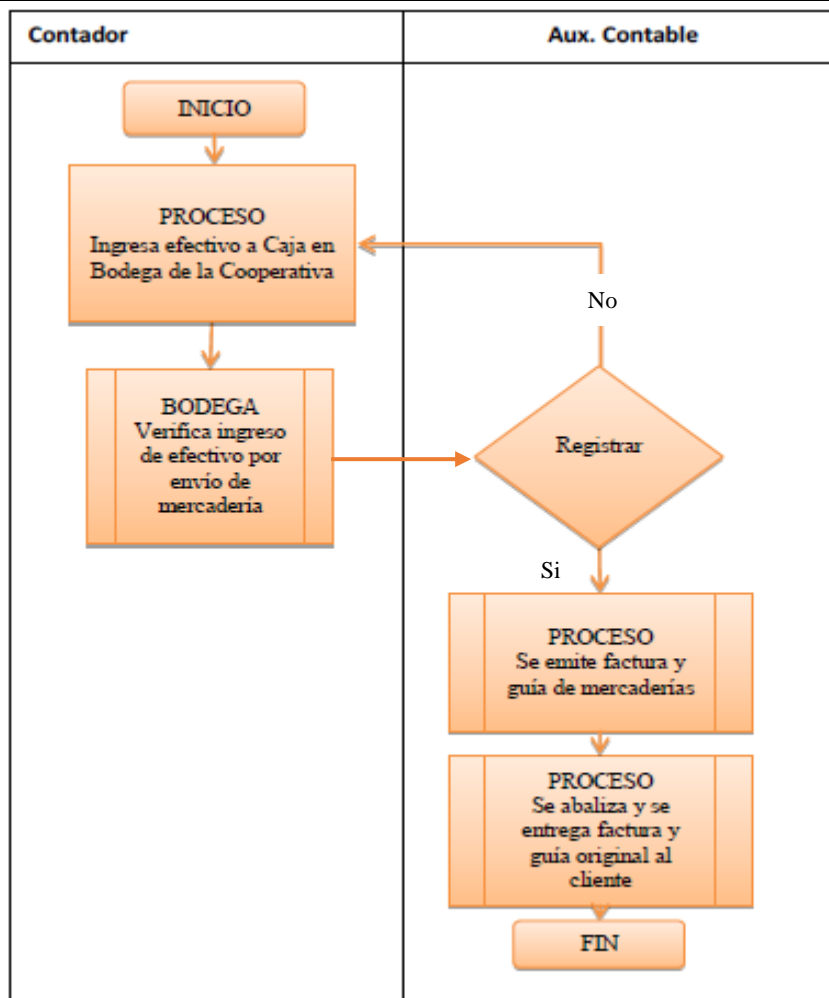 Contador
Aux. Contable
INICIO
PROCESO
Ingresa efectivo a Caja en
Bodega de la Cooperativa
BODEGA
Verifica ingreso
de efectivo por
envío de
mercadería
No
Registrar
Si
PROCESO
Se emite factura y
guía de mercaderías
PROCESO
Se abaliza y se
entrega factura y
guía original al
cliente
FIN